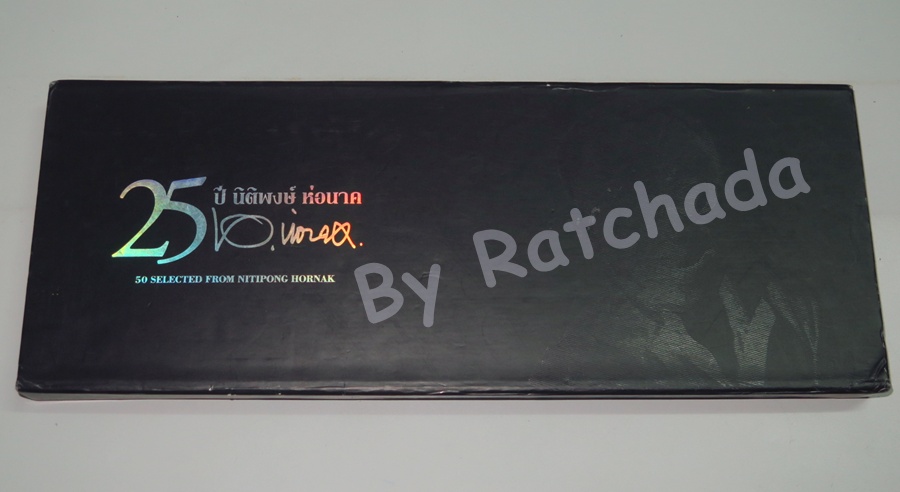 25 ปี นิติพงษ์ ห่อนาค
50 SELECTED FROM NITIPONG HORNAK
By Ratchada